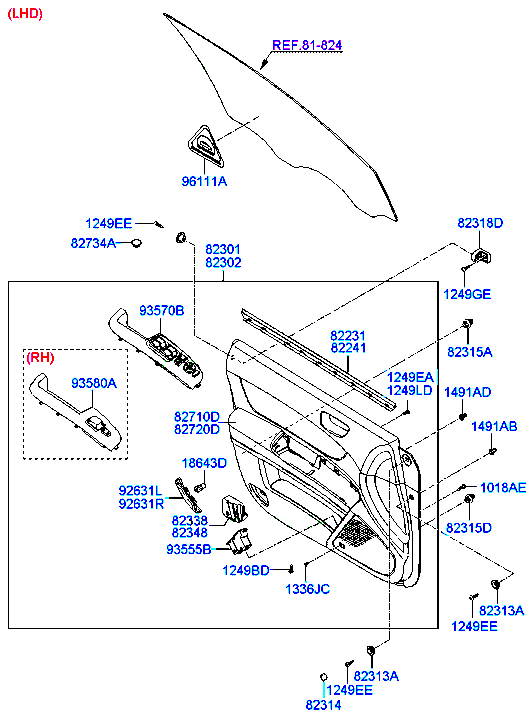 (LHD)
REF.81-824
96111A
1249EE
82734A
82301
82302
82318D
1249GE
93570B
82231
82241
82315A
(RH)
93580A
1249EA
1249LD
1491AD
82710D
82720D
1491AB
18643D
92631L
92631R
1018AE
82338
82348
82315D
93555B
1249BD
1336JC
82313A
1249EE
82313A
1249EE
82314